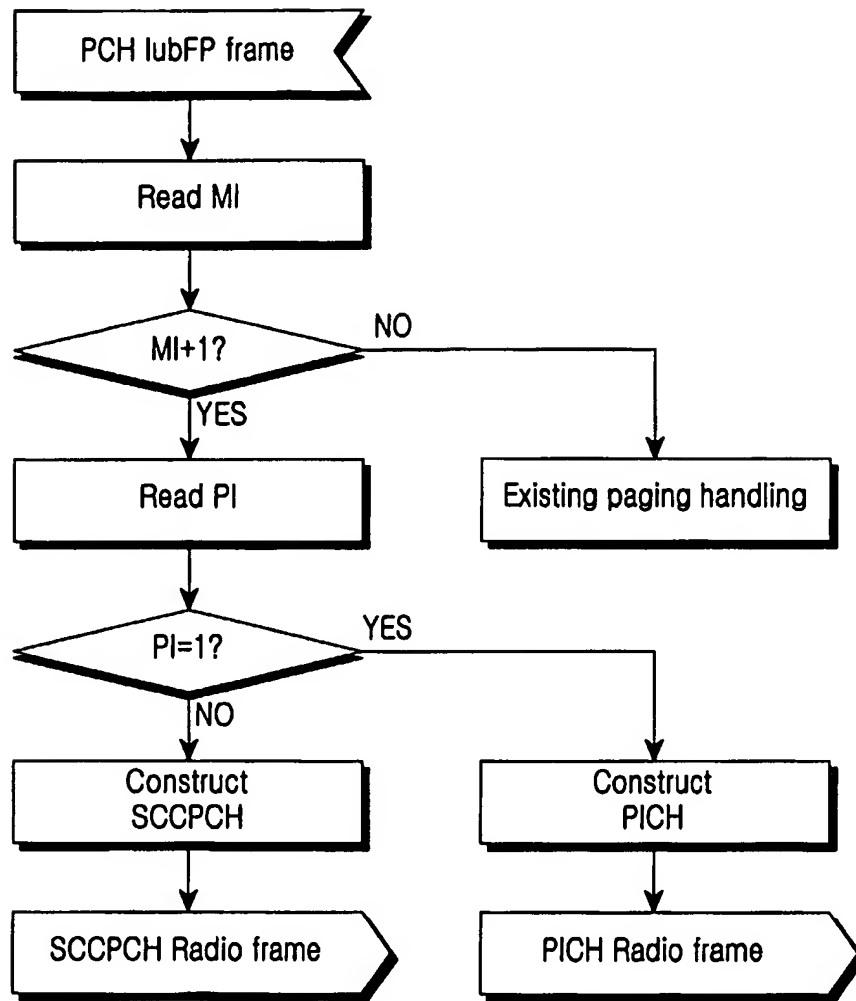 PCH IubFP frame
Read MI
MI+1?
NO
YES
Read PI
Existing paging handling
PI=1?
YES
NO
Construct
SCCPCH
Construct
PICH
SCCPCH Radio frame
PICH Radio frame